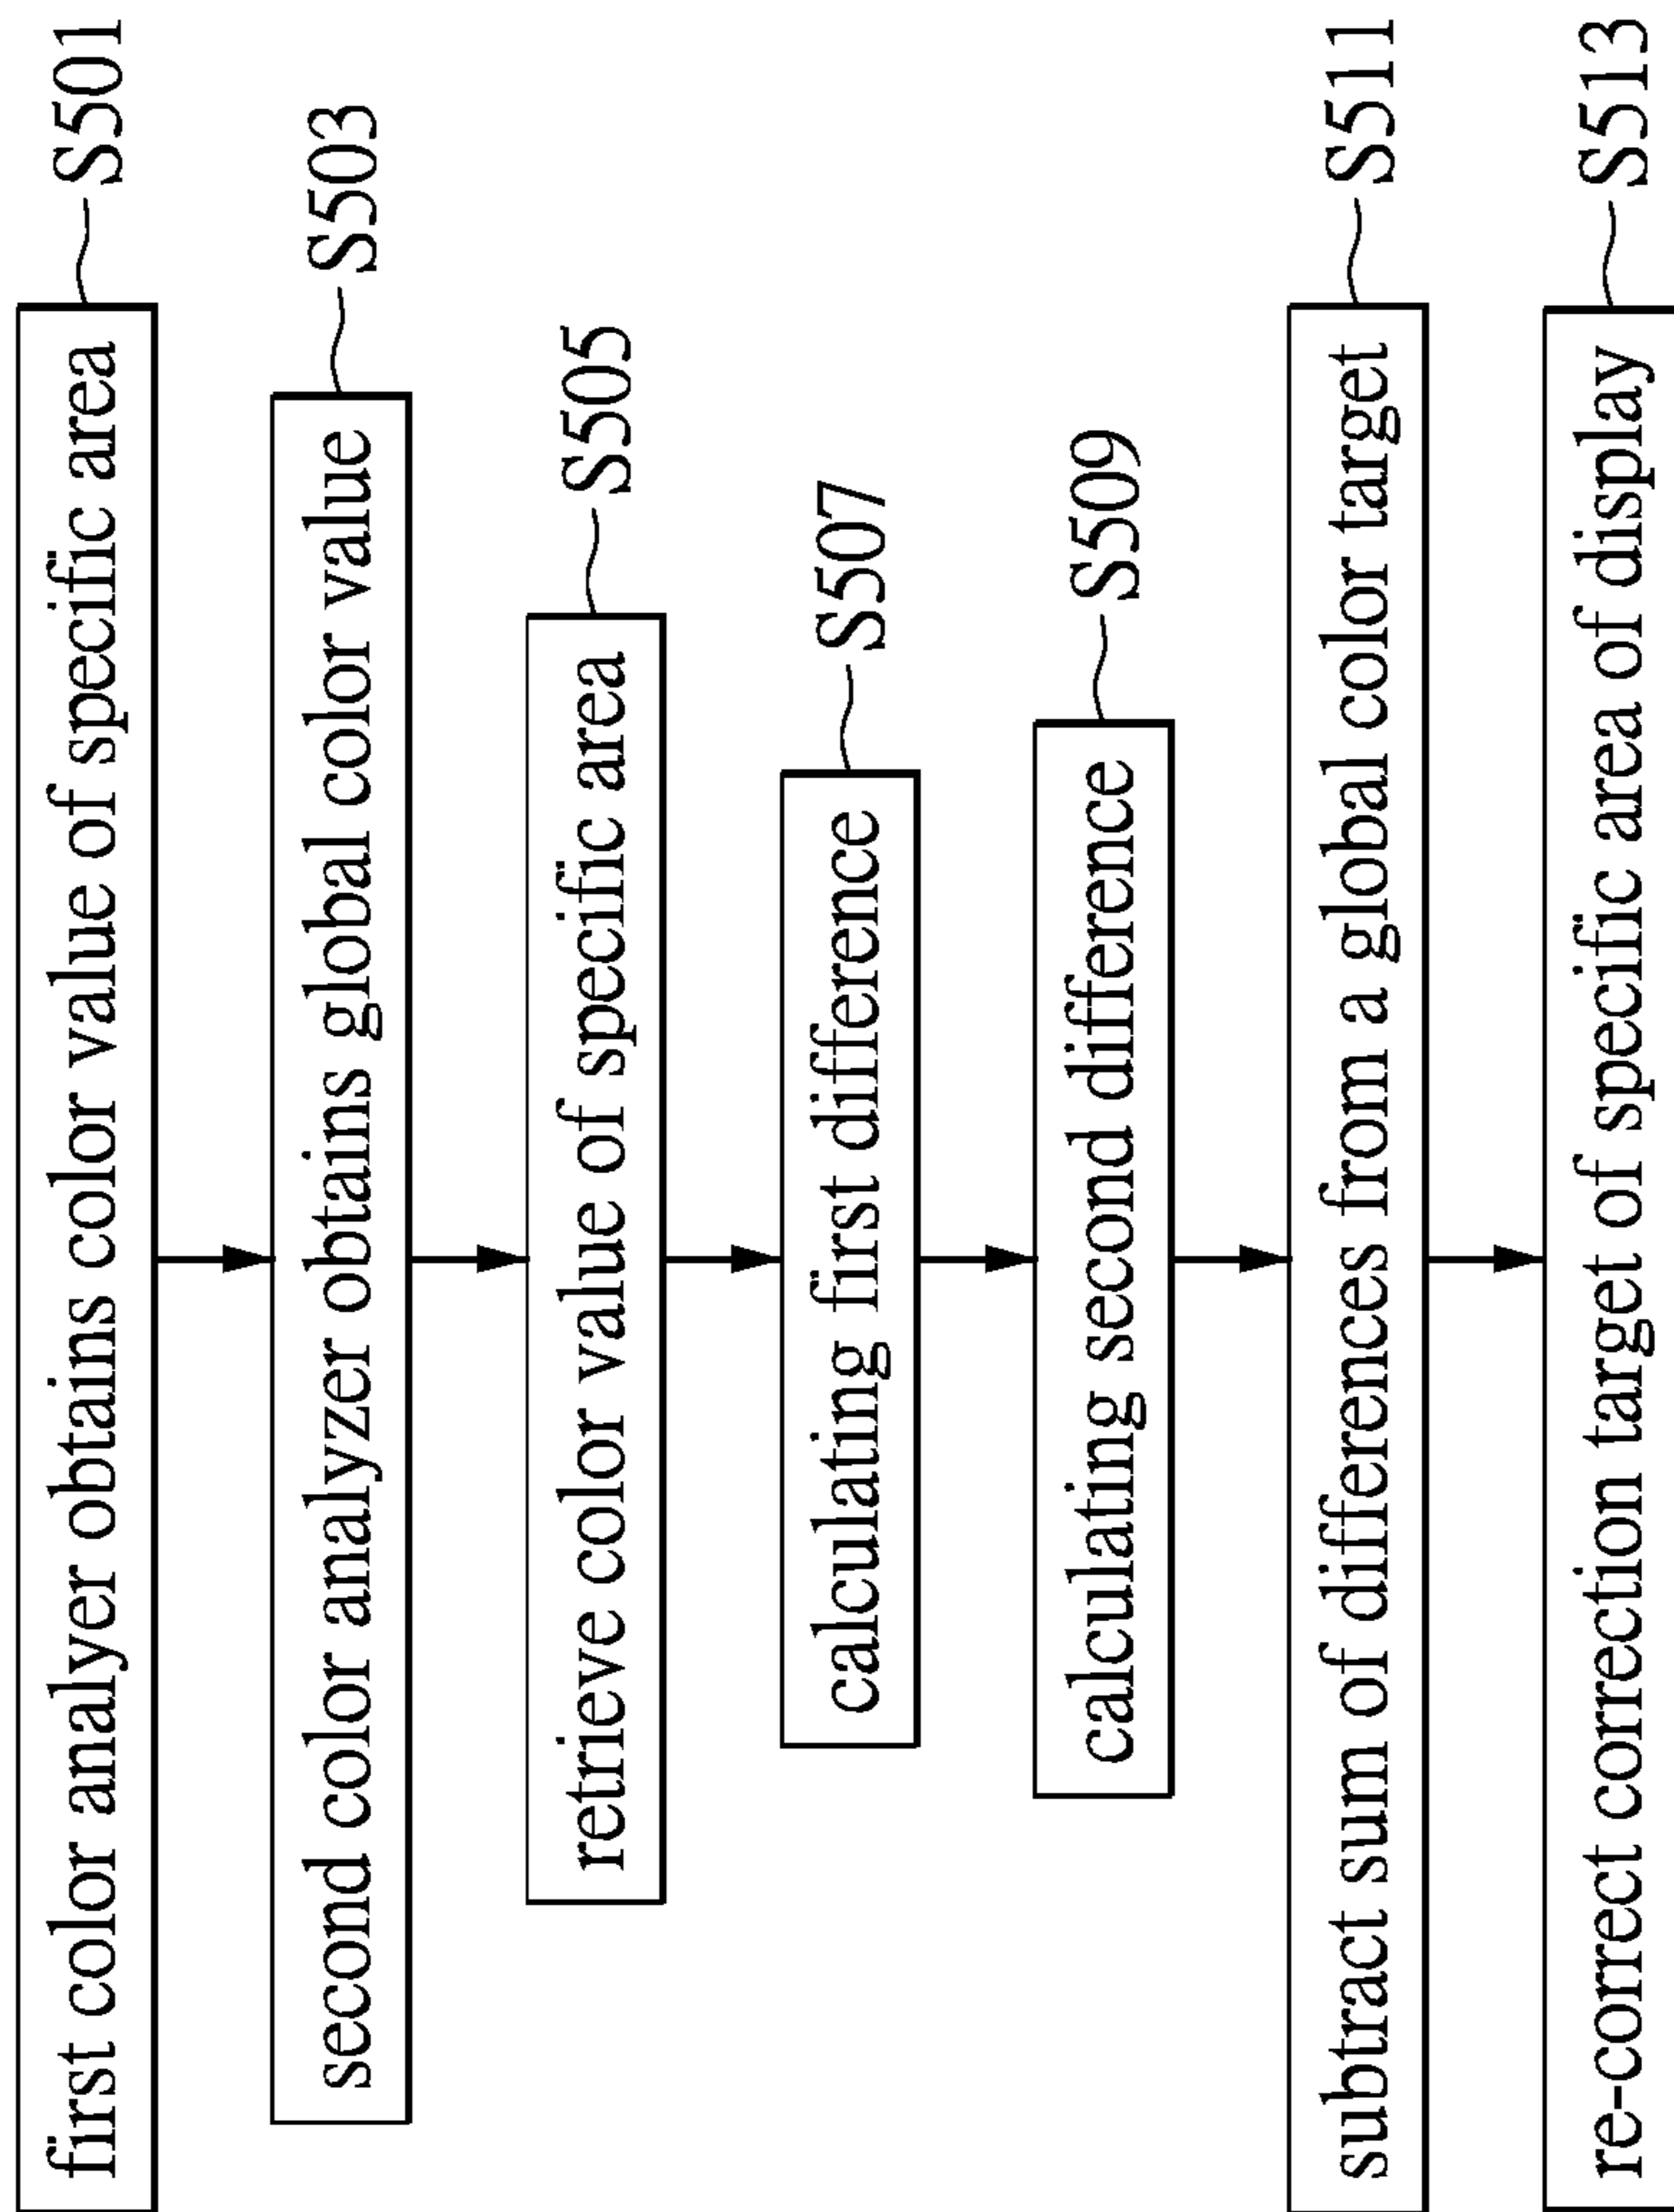 first color analyer obtains color value of specific area
S501
second color analyzer obtains global color value
S503
retrieve color value of specific area
S505
calculating first difference
S507
calculating second difference
S509
subtract sum of differences from a global color target
S511
re-correct correction target of specific area of display
S513